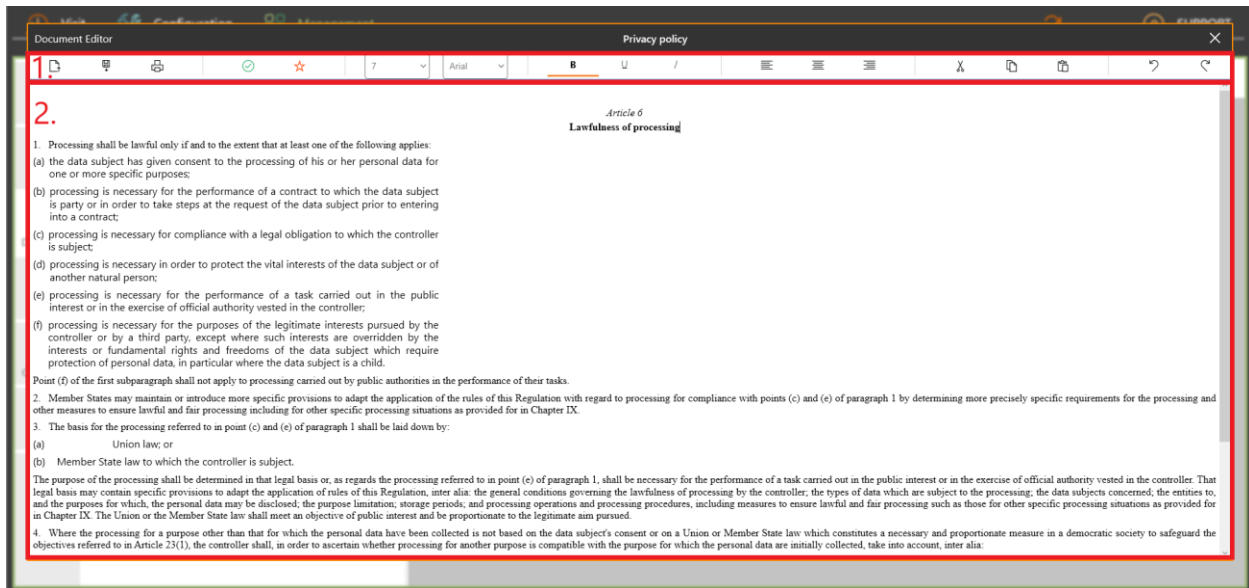 Visit Configuration Management SUPPORT
Document Editor Privacy policy
1. 7 Arial B U I
2.
Article 6
Lawfulness of processing
1. Processing shall be lawful only if and to the extent that at least one of the following applies:
(a) the data subject has given consent to the processing of his or her personal data for
one or more specific purposes;
(b) processing is necessary for the performance of a contract to which the data subject
is party or in order to take steps at the request of the data subject prior to entering
into a contract;
(c) processing is necessary for compliance with a legal obligation to which the controller
is subject;
(d) processing is necessary in order to protect the vital interests of the data subject or of
another natural person;
(e) processing is necessary for the performance of a task carried out in the public
interest or in the exercise of official authority vested in the controller;
(f) processing is necessary for the purposes of the legitimate interests pursued by the
controller or by a third party, except where such interests are overridden by the
interests or fundamental rights and freedoms of the data subject which require
protection of personal data, in particular where the data subject is a child.
Point (f) of the first subparagraph shall not apply to processing carried out by public authorities in the performance of their tasks.
2. Member States may maintain or introduce more specific provisions to adapt the application of the rules of this Regulation with regard to processing for compliance with points (c) and (e) of paragraph 1 by determining more precisely specific requirements for the processing and
other measures to ensure lawful and fair processing including for other specific processing situations as provided for in Chapter IX.
3. The basis for the processing referred to in point (c) and (e) of paragraph 1 shall be laid down by:
(a) Union law; or
(b) Member State law to which the controller is subject.
The purpose of the processing shall be determined in that legal basis or, as regards the processing referred to in point (e) of paragraph 1, shall be necessary for the performance of a task carried out in the public interest or in the exercise of official authority vested in the controller. That
legal basis may contain specific provisions to adapt the application of rules of this Regulation, inter alia: the general conditions governing the lawfulness of processing by the controller; the types of data which are subject to the processing; the data subjects concerned; the entities to,
and the purposes for which, the personal data may be disclosed; the purpose limitation; storage periods; and processing operations and processing procedures, including measures to ensure lawful and fair processing such as those for other specific processing situations as provided for
in Chapter IX. The Union or the Member State law shall meet an objective of public interest and be proportionate to the legitimate aim pursued.
4. Where the processing for a purpose other than that for which the personal data have been collected is not based on the data subject's consent or on a Union or Member State law which constitutes a necessary and proportionate measure in a democratic society to safeguard the
objectives referred to in Article 23(1), the controller shall, in order to ascertain whether processing for another purpose is compatible with the purpose for which the personal data are initially collected, take into account, inter alia: